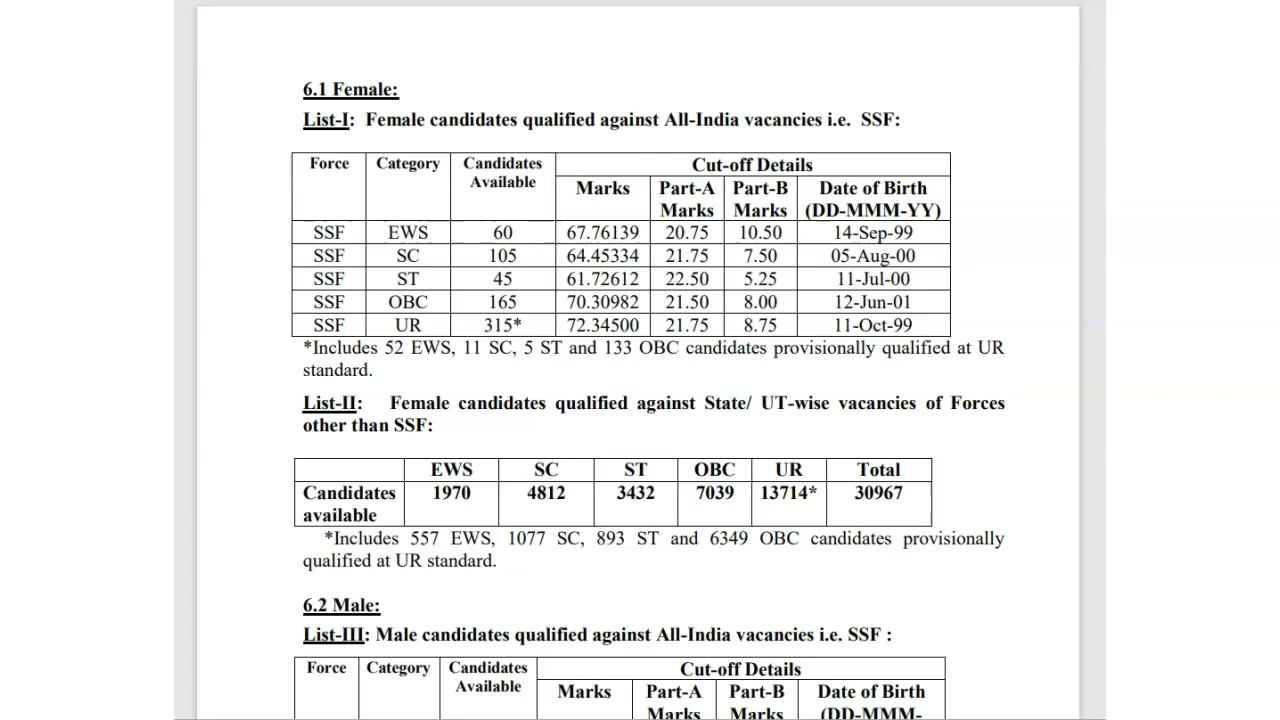 6.1 Female:
List-I: Female candidates qualified against All-India vacancies i.e. SSF:
Force Category Candidates Available Cut-off Details
Marks Part-A Marks Part-B Marks Date of Birth (DD-MMM-YY)
SSF EWS 60 67.76139 20.75 10.50 14-Sep-99
SSF SC 105 64.45334 21.75 7.50 05-Aug-00
SSF ST 45 61.72612 22.50 5.25 11-Jul-00
SSF OBC 165 70.30982 21.50 8.00 12-Jun-01
SSF UR 315* 72.34500 21.75 8.75 11-Oct-99
*Includes 52 EWS, 11 SC, 5 ST and 133 OBC candidates provisionally qualified at UR
standard.
List-II: Female candidates qualified against State/ UT-wise vacancies of Forces
other than SSF:
EWS SC ST OBC UR Total
Candidates available 1970 4812 3432 7039 13714* 30967
*Includes 557 EWS, 1077 SC, 893 ST and 6349 OBC candidates provisionally
qualified at UR standard.
6.2 Male:
List-III: Male candidates qualified against All-India vacancies i.e. SSF :
Force Category Candidates Available Cut-off Details
Marks Part-A Marks Part-B Marks Date of Birth (DD-MMM-